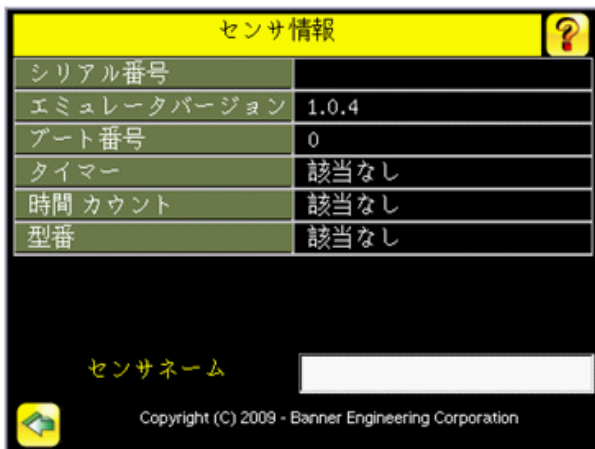 センサ情報
?
シリアル番号
エミュレータバージョン 1.0.4
ブート番号 0
タイマー 該当なし
時間 カウント 該当なし
型番 該当なし
センサネーム
Copyright (C) 2009 - Banner Engineering Corporation